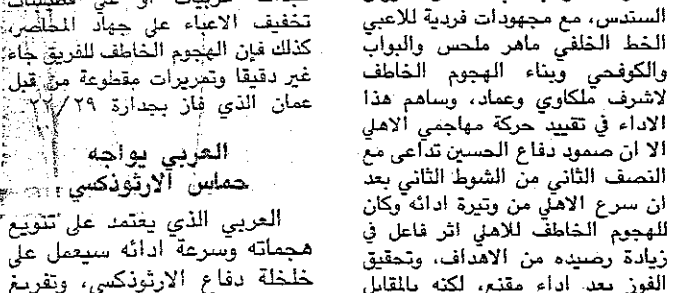 السندس، مع مجهودات فردية للاعبي
الخط الخلفي ماهر ملحس والبواب
والكوفحي وبناء الهجوم الخاطف
لاشرف ملكاوي وعماد، وساهم هذا
الاداء في تقييد حركة مهاجمي الاهلي
الا ان صمود دفاع الحسين تداعى مع
النصف الثاني من الشوط الثاني بعد
ان سرع الاهلي من وتيرة ادائه وكان
للهجوم الخاطف للاهلي اثر فاعل في
زيادة رصيده من الاهداف، وتحقيق
الفوز بعد اداء مقنع، لكنه بالمقابل
تخفيف الاعباء على جهاد المحاصر،
كذلك فإن الهجوم الخاطف للفريق جاء
غير دقيقا وتمريرات مقطوعة من قبل
عمان الذي فاز بجدارة ٢٢/٢٩
العربي يواجه
حماس الارثوذكسي
العربي الذي يعتمد على تنويع
هجماته وسرعة ادائه سيعمل على
خلخلة دفاع الارثوذكسي، وتفريغ